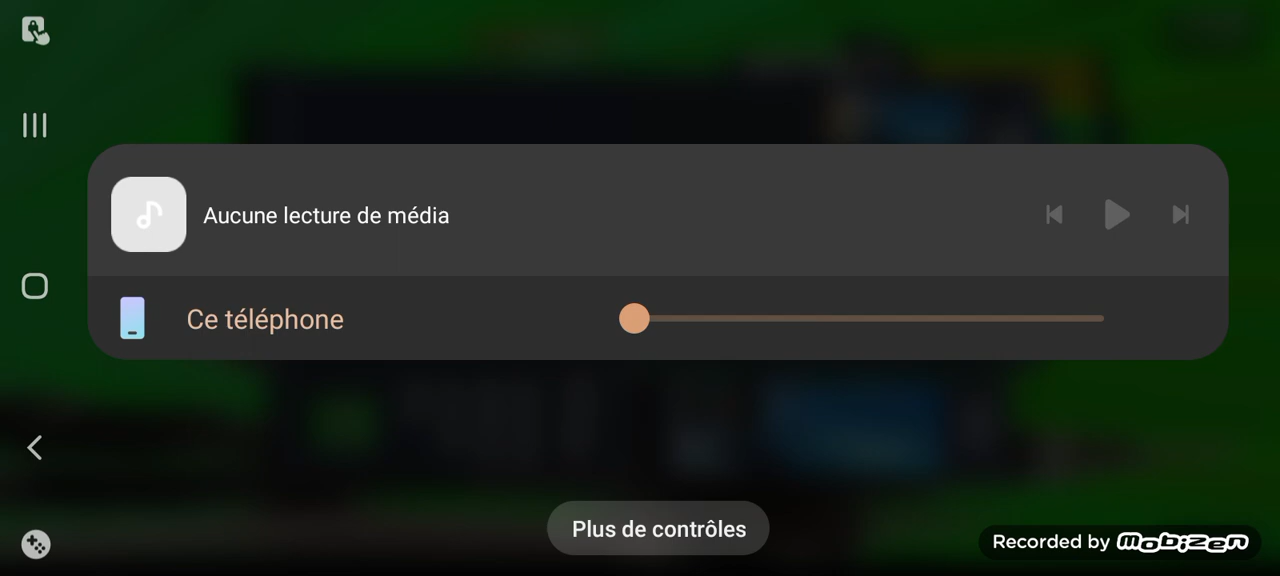 Aucune lecture de média
Ce téléphone
Plus de contrôles
Recorded by mobizen